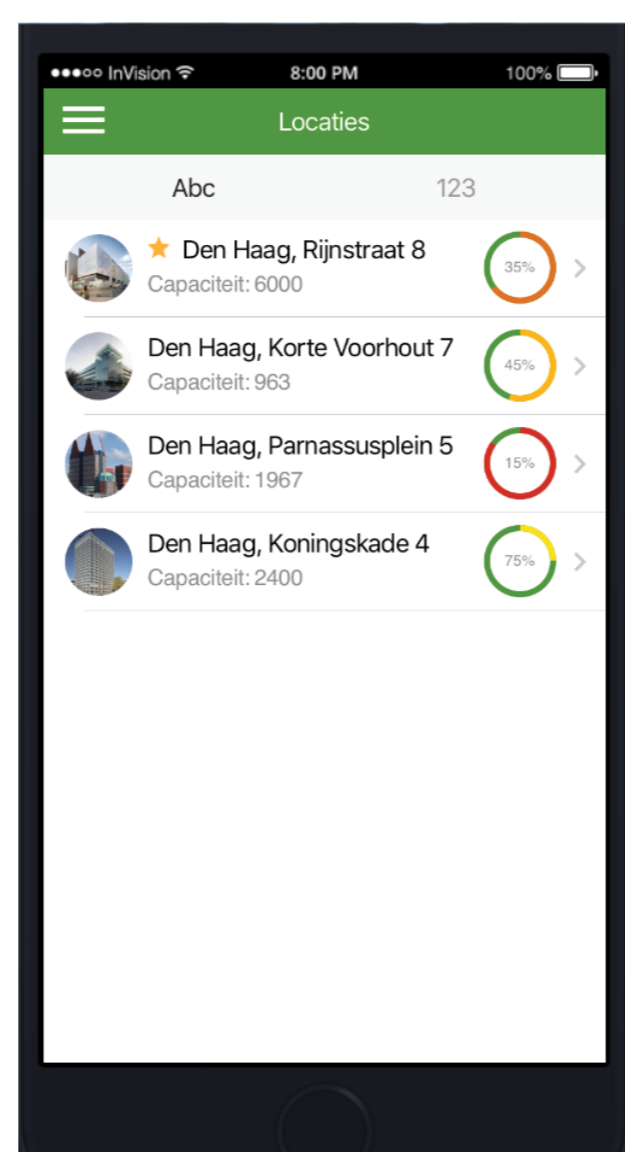 InVision 8:00 PM 100%
Locaties
Abc 123
Den Haag, Rijnstraat 8
Capaciteit: 6000
35%
Den Haag, Korte Voorhout 7
Capaciteit: 963
45%
Den Haag, Parnassusplein 5
Capaciteit: 1967
15%
Den Haag, Koningskade 4
Capaciteit: 2400
75%